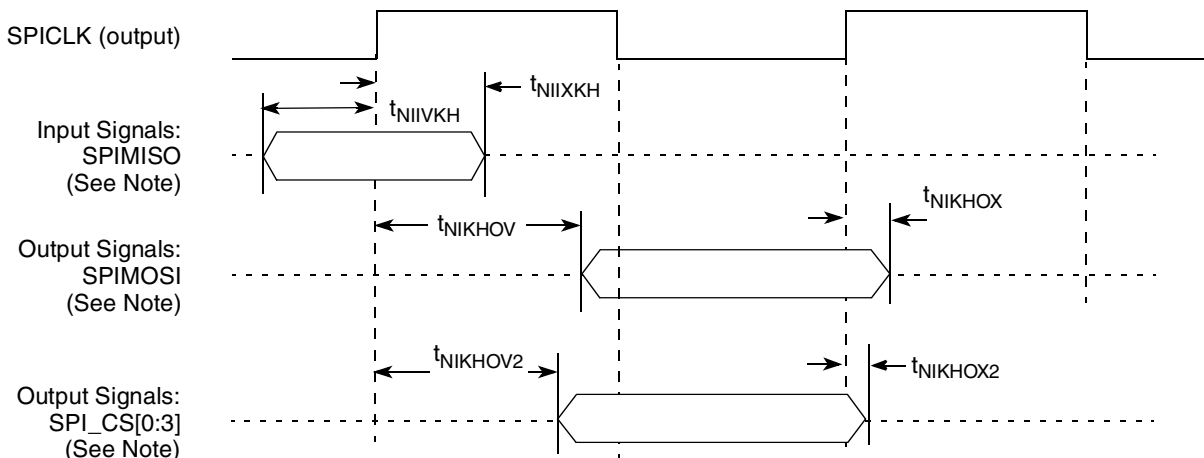 SPICLK (output)
tNIIXKH
tNIIVKH
Input Signals:
SPIMISO
(See Note)
tNIKHOX
tNIKHOV
Output Signals:
SPIMOSI
(See Note)
tNIKHOV2
tNIKHOX2
Output Signals:
SPI_CS[0:3]
(See Note)